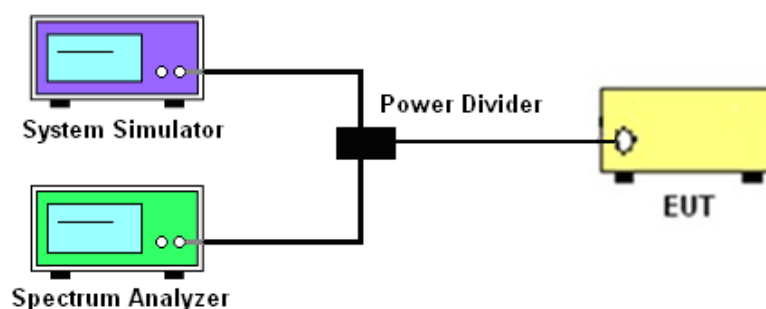 System Simulator
Power Divider
EUT
Spectrum Analyzer